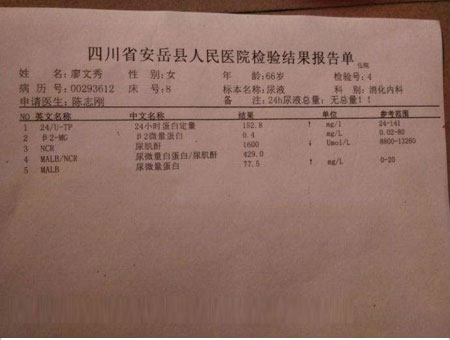 四川省安岳县人民医院检验结果报告单 住院
姓 名:廖文秀 性 别:女 年 龄:66岁 检验号:4
病 历 号:00293612 床 号:8 标本名称:尿液 科 别:消化内科
申请医生:陈志刚 备 注:24h尿液总量:无总量!!
NO 英文名称 中文名称 结果 单位 参考范围
1 24/U-TP 24小时蛋白定量 152.8 ↑ mg/l 24-141
2 β2-MG β2微量蛋白 0.4 mg/L 0.02-80
3 NCR 尿肌酐 1600 ↓ Umol/L 8800-13260
4 MALB/NCR 尿微量白蛋白/尿肌酐 429.0
5 MALB 尿微量蛋白 77.5 ↑ mg/L 0-20